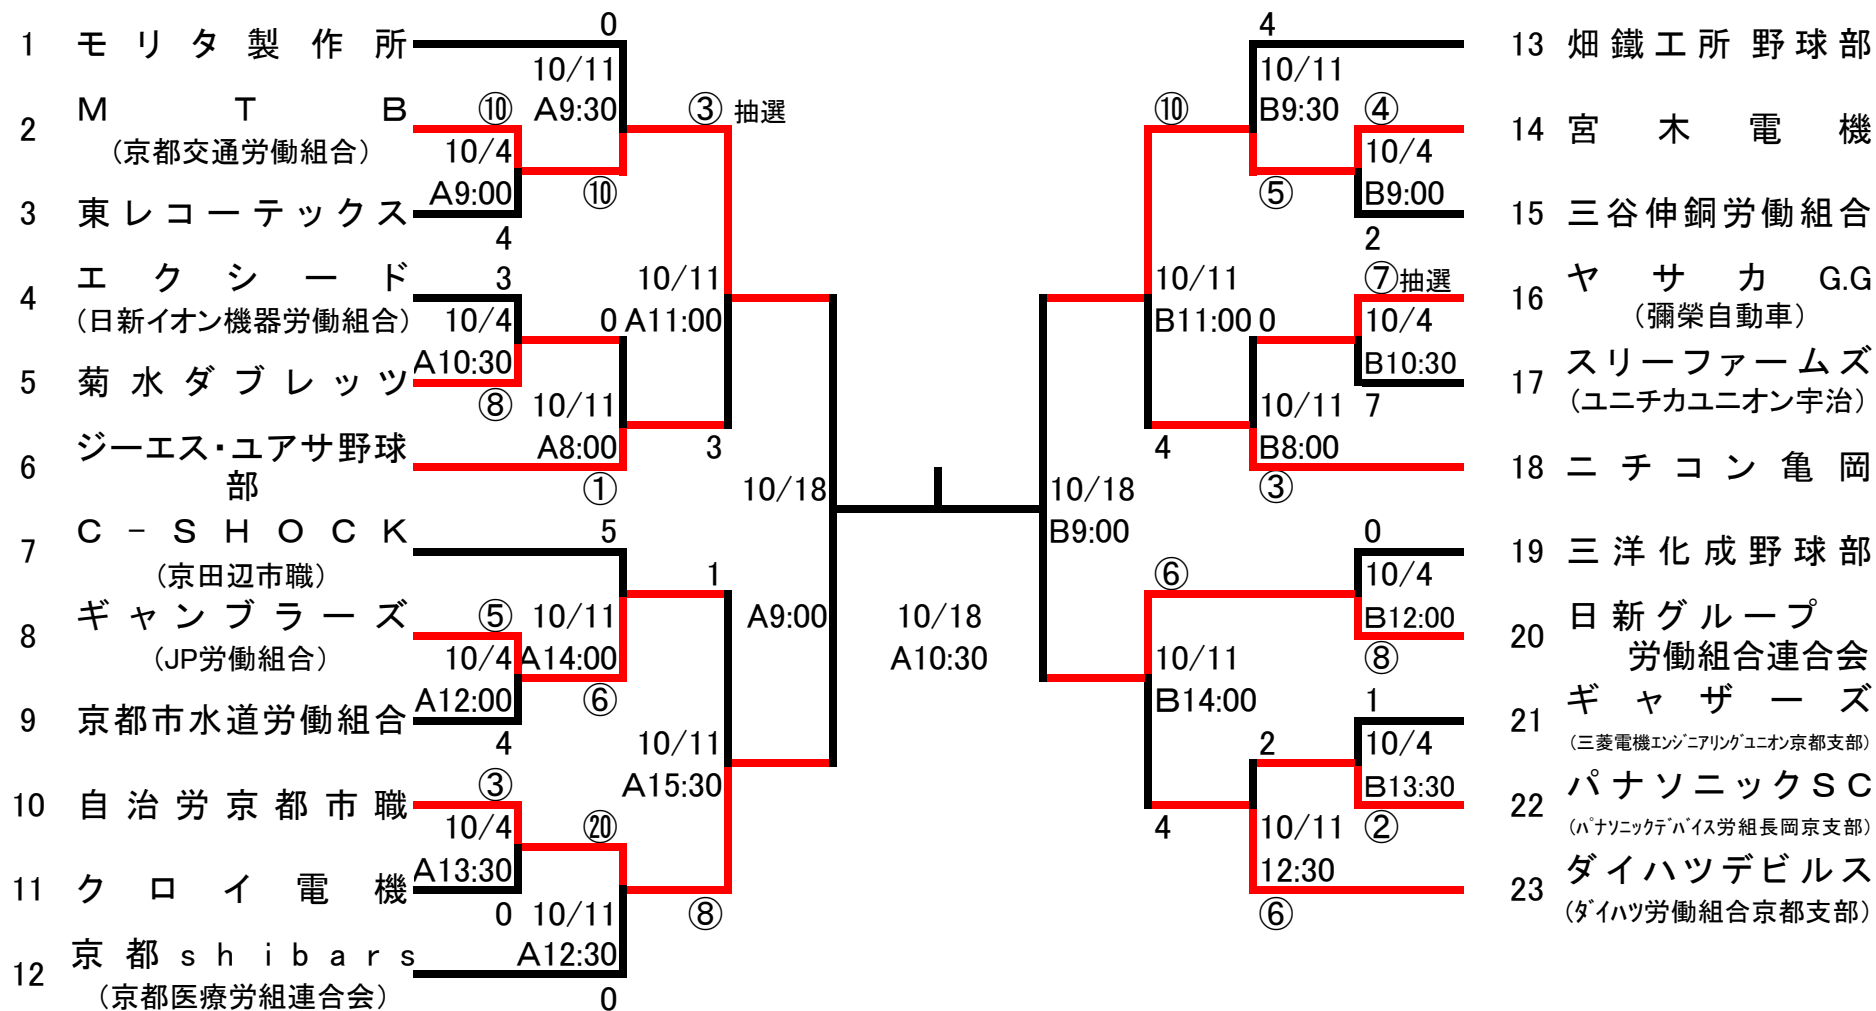 1 モリタ製作所
0
10/11
A9:30
2 MTB
(京都交通労働組合)
⑩
10/4
A9:00
③ 抽選
⑩
3 東レコーテックス
4
4 エクシード
(日新イオン機器労働組合)
3
10/4
A10:30
0
10/11
A11:00
5 菊水ダブレッツ
⑧
10/11
A8:00
3
6 ジーエス・ユアサ野球
部
①
10/18
A9:00
7 C-SHOCK
(京田辺市職)
5
1
8 ギャンブラーズ
(JP労働組合)
⑤
10/4
A12:00
10/11
A14:00
⑥
9 京都市水道労働組合
4
10/11
A15:30
10 自治労京都市職
③
10/4
A13:30
⑳
11 クロイ電機
0
10/11
A12:30
⑧
12 京都shibars
(京都医療労組連合会)
0
10/18
A10:30
4
13 畑鐵工所野球部
10/11
B9:30
⑩
④
14 宮木電機
10/4
B9:00
⑤
15 三谷伸銅労働組合
2
⑦抽選
16 ヤサカG.G
(彌榮自動車)
10/11
B11:00
0
10/4
B10:30
17 スリーファームズ
(ユニチカユニオン宇治)
7
10/11
B8:00
4
18 ニチコン亀岡
③
10/18
B9:00
0
19 三洋化成野球部
10/4
B12:00
⑥
20 日新グループ
労働組合連合会
⑧
10/11
B14:00
1
21 ギャザーズ
(三菱電機エンジニアリングユニオン京都支部)
2
10/4
B13:30
22 パナソニックSC
(パナソニックデバイス労組長岡京支部)
②
4
10/11
12:30
23 ダイハツデビルス
(ダイハツ労働組合京都支部)
⑥